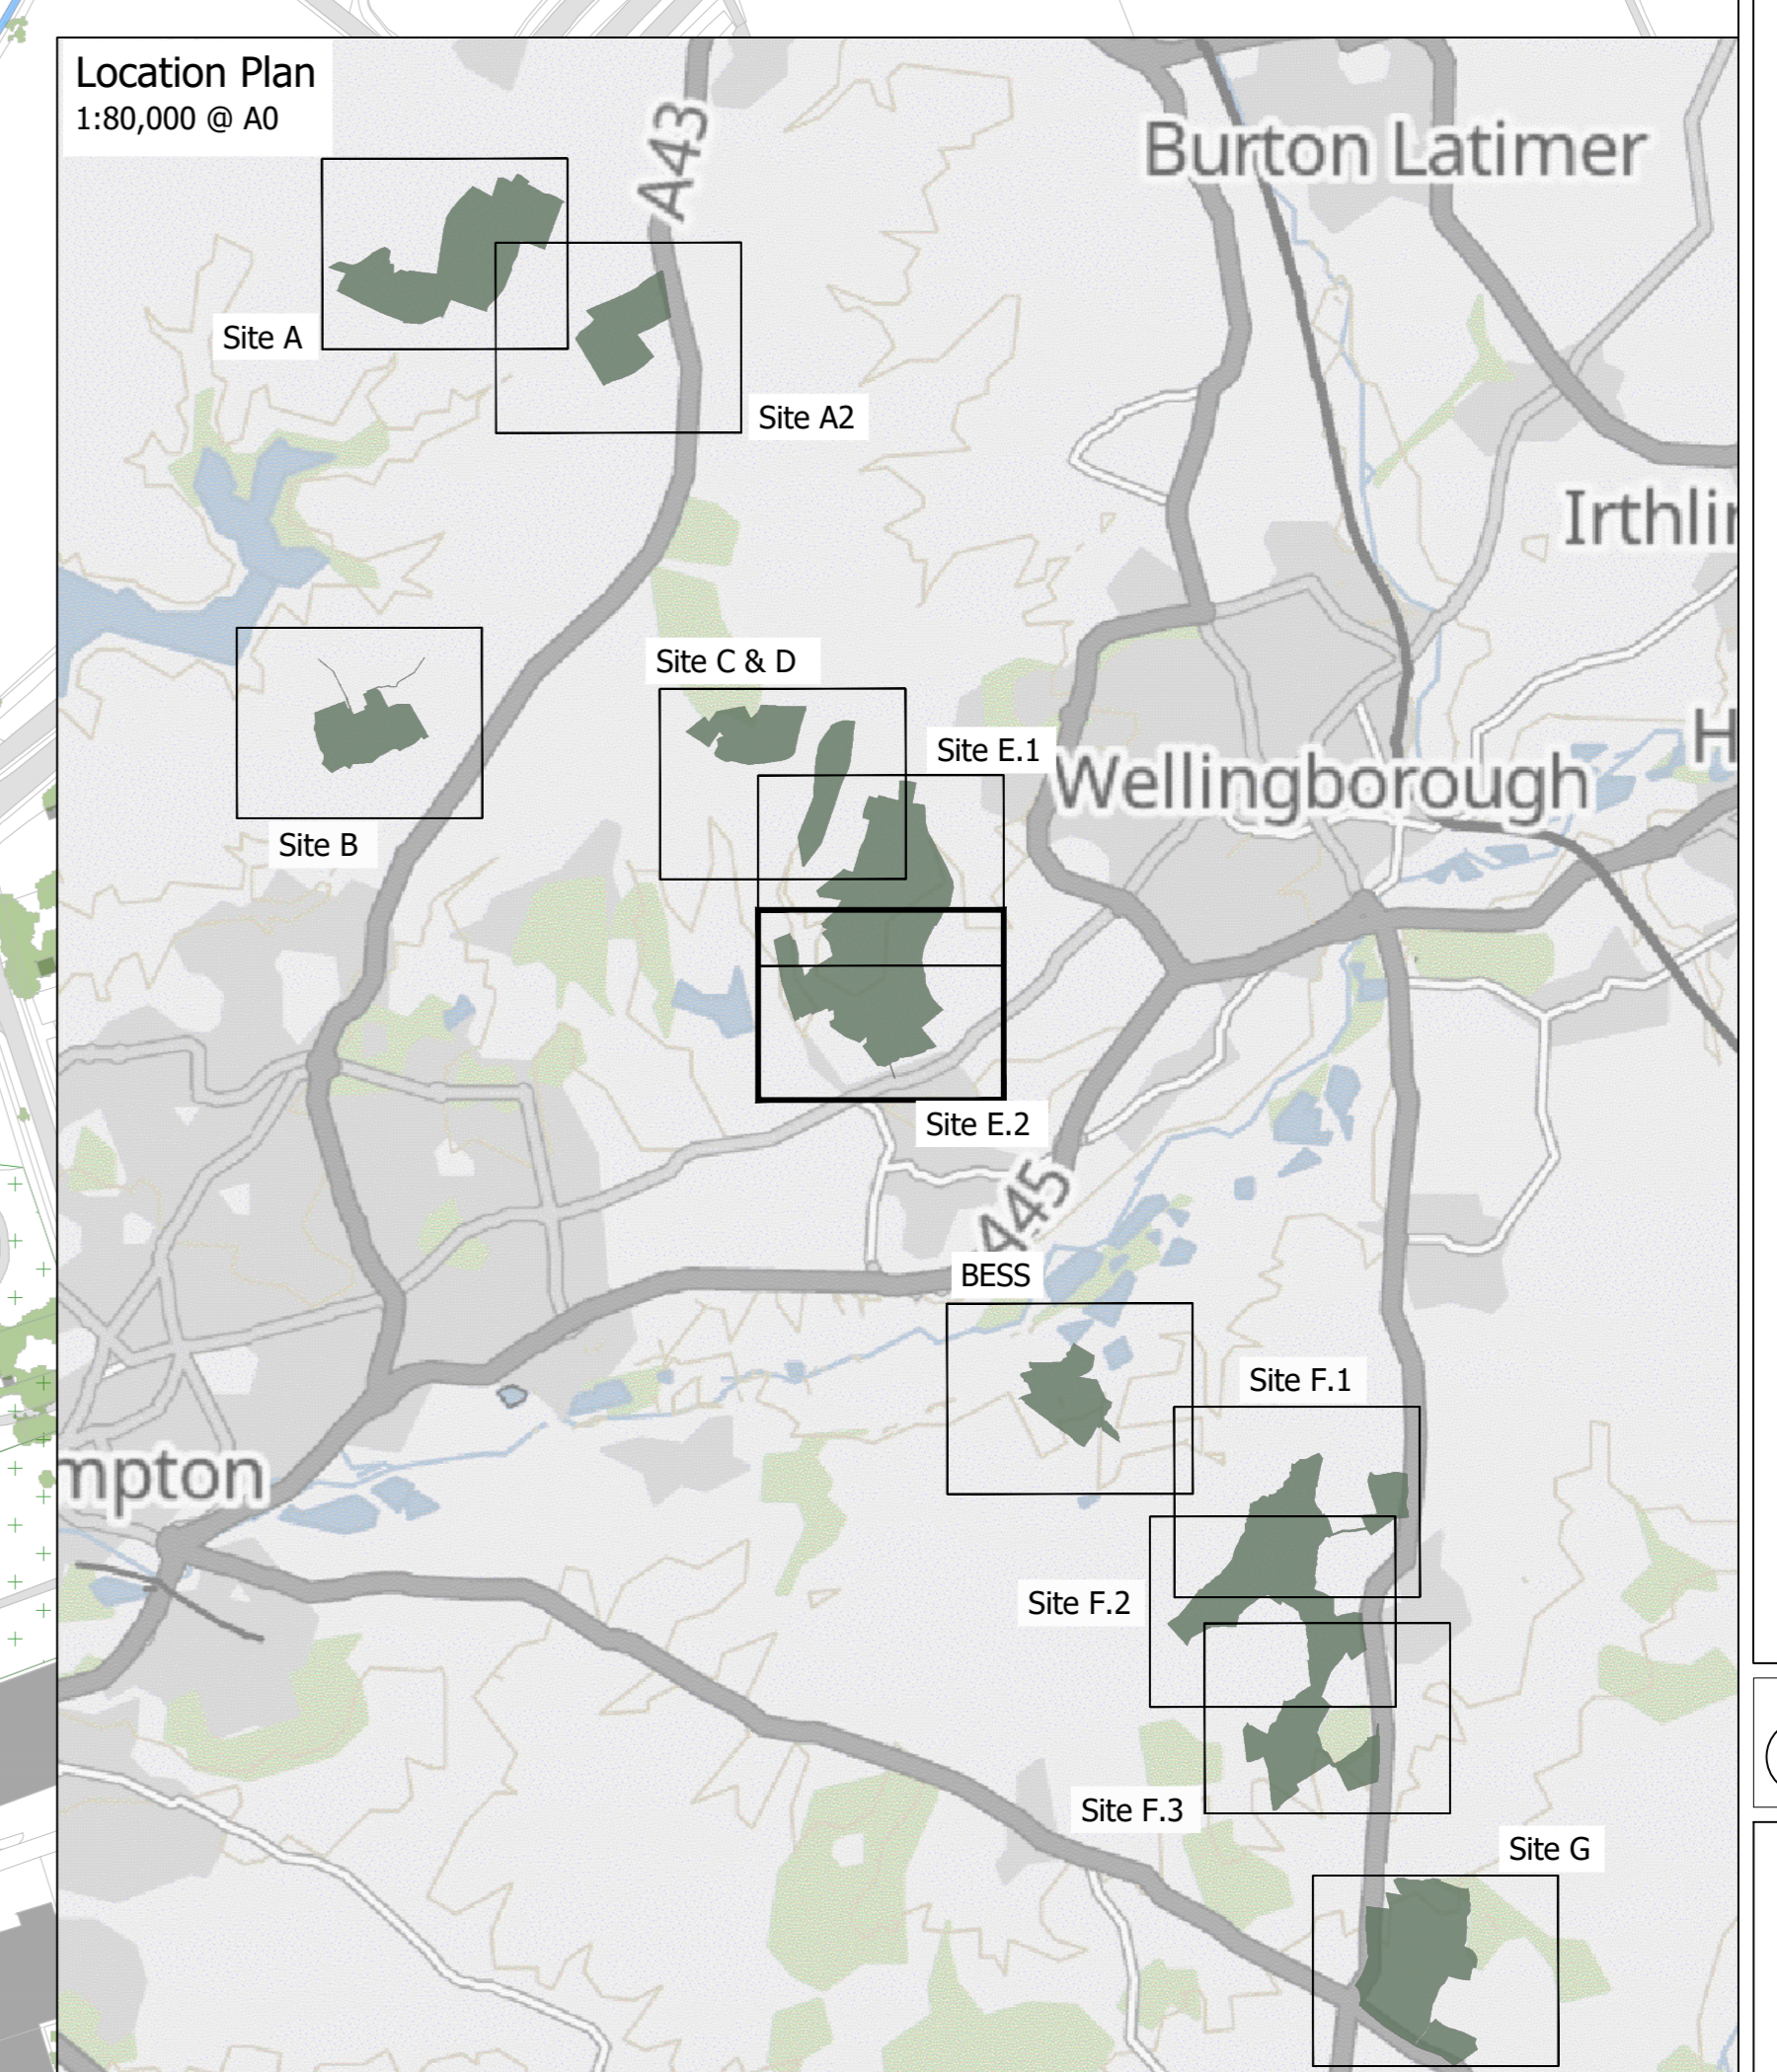 Location Plan
1:80,000 @ A0
A43
Burton Latimer
Site A
Site A2
Irthlin
Site C & D
Site E.1
H
Wellingborough
Site B
Site E.2
A45
BESS
Site F.1
mpton
Site F.2
Site F.3
Site G